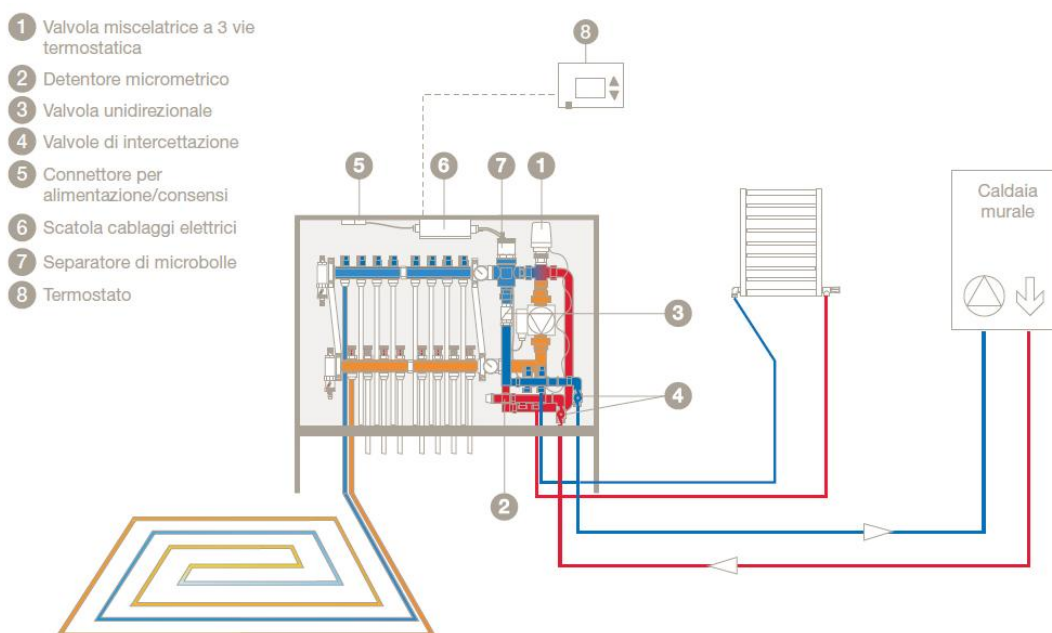 1 Valvola miscelatrice a 3 vie
termostatica
2 Detentore micrometrico
3 Valvola unidirezionale
4 Valvole di intercettazione
5 Connettore per
alimentazione/consensi
6 Scatola cablaggi elettrici
7 Separatore di microbolle
8 Termostato
8
5 6 7 1
Caldaia
murale
3
4
2